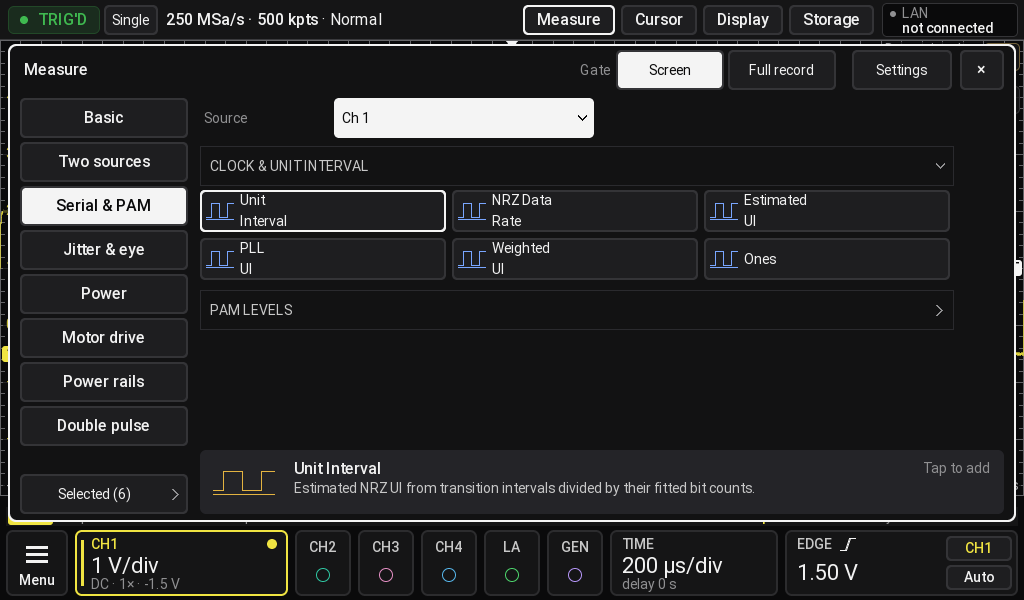 TRIG'D
Single
250 MSa/s · 500 kpts · Normal
Measure
Cursor
Display
Storage
LAN
not connected
Measure
Gate
Screen
Full record
Settings
×
Basic
Two sources
Serial & PAM
Jitter & eye
Power
Motor drive
Power rails
Double pulse
Selected (6)
Source
Ch 1
CLOCK & UNIT INTERVAL
Unit
Interval
NRZ Data
Rate
Estimated
UI
PLL
UI
Weighted
UI
Ones
PAM LEVELS
Unit Interval
Tap to add
Estimated NRZ UI from transition intervals divided by their fitted bit counts.
Menu
CH1
1 V/div
DC · 1× · -1.5 V
CH2
CH3
CH4
LA
GEN
TIME
200 µs/div
delay 0 s
EDGE
1.50 V
CH1
Auto